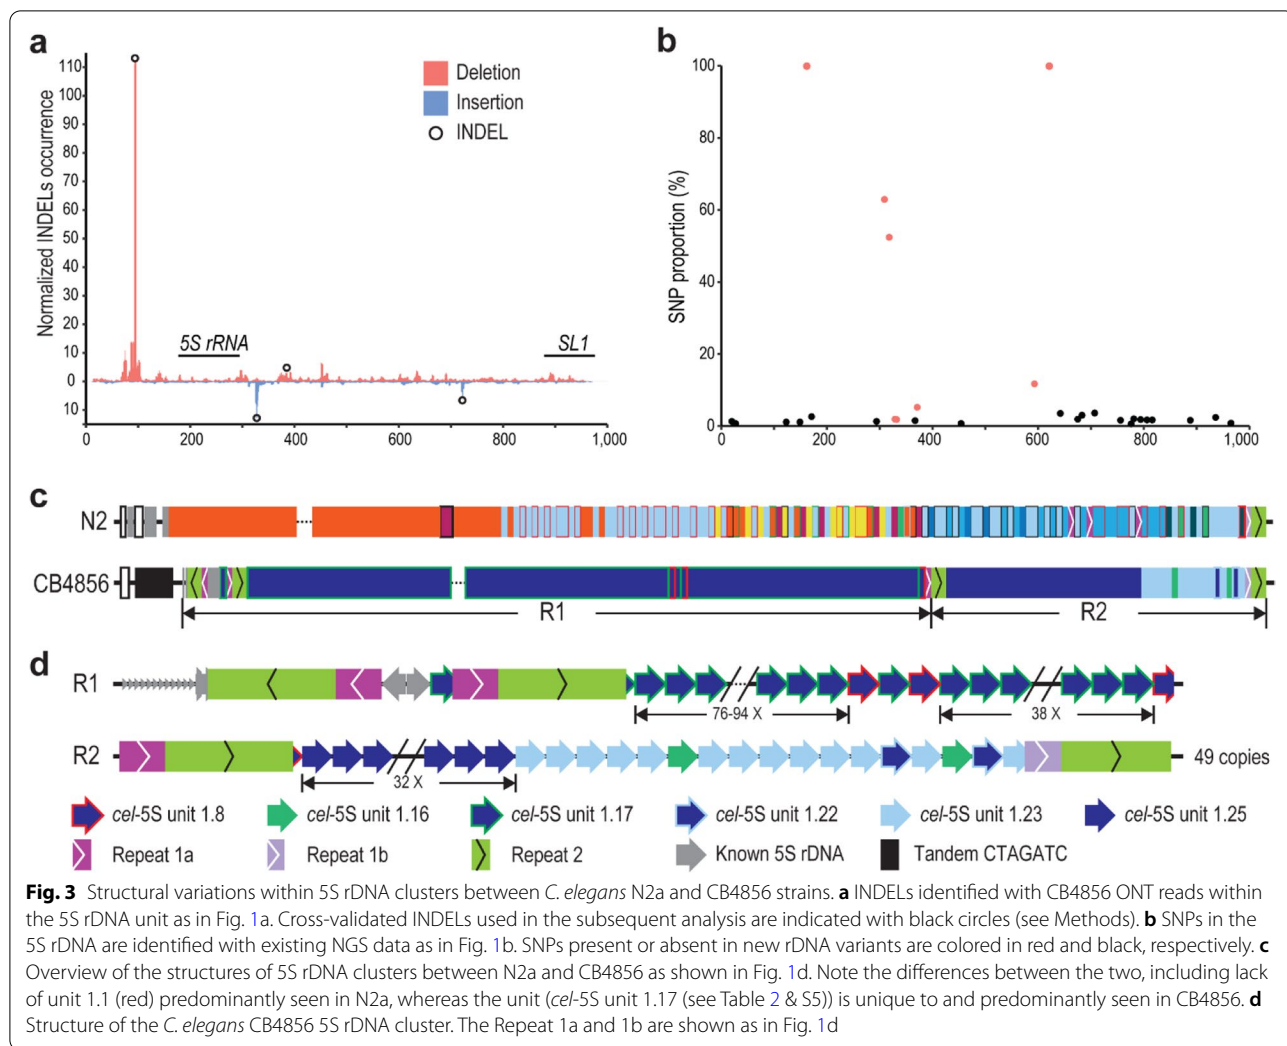 a
Normalized INDELs occurrence
110
100
90
80
70
60
50
40
30
20
10
0
10
0
200
400
600
800
1,000
Deletion
Insertion
INDEL
5S rRNA
SL1
b
SNP proportion (%)
100
80
60
40
20
0
0
200
400
600
800
1,000
c
N2
CB4856
R1
R2
d
R1
76-94 X
38 X
R2
32 X
49 copies
cel-5S unit 1.8
cel-5S unit 1.16
cel-5S unit 1.17
cel-5S unit 1.22
cel-5S unit 1.23
cel-5S unit 1.25
Repeat 1a
Repeat 1b
Repeat 2
Known 5S rDNA
Tandem CTAGATC
Fig. 3 Structural variations within 5S rDNA clusters between C. elegans N2a and CB4856 strains. a INDELs identified with CB4856 ONT reads within
the 5S rDNA unit as in Fig. 1a. Cross-validated INDELs used in the subsequent analysis are indicated with black circles (see Methods). b SNPs in the
5S rDNA are identified with existing NGS data as in Fig. 1b. SNPs present or absent in new rDNA variants are colored in red and black, respectively. c
Overview of the structures of 5S rDNA clusters between N2a and CB4856 as shown in Fig. 1d. Note the differences between the two, including lack
of unit 1.1 (red) predominantly seen in N2a, whereas the unit (cel-5S unit 1.17 (see Table 2 & S5)) is unique to and predominantly seen in CB4856. d
Structure of the C. elegans CB4856 5S rDNA cluster. The Repeat 1a and 1b are shown as in Fig. 1d